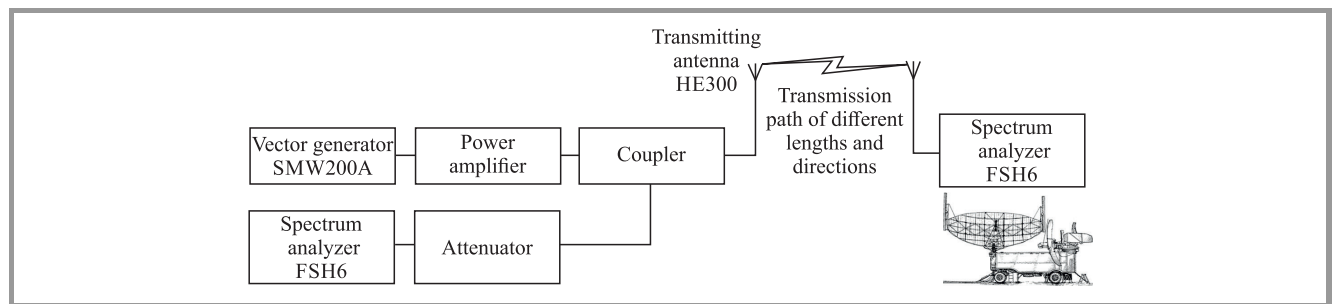 Transmitting
antenna
HE300
Transmission
path of different
lengths and
directions
Vector generator
SMW200A
Power
amplifier
Coupler
Spectrum
analyzer
FSH6
Spectrum
analyzer
FSH6
Attenuator